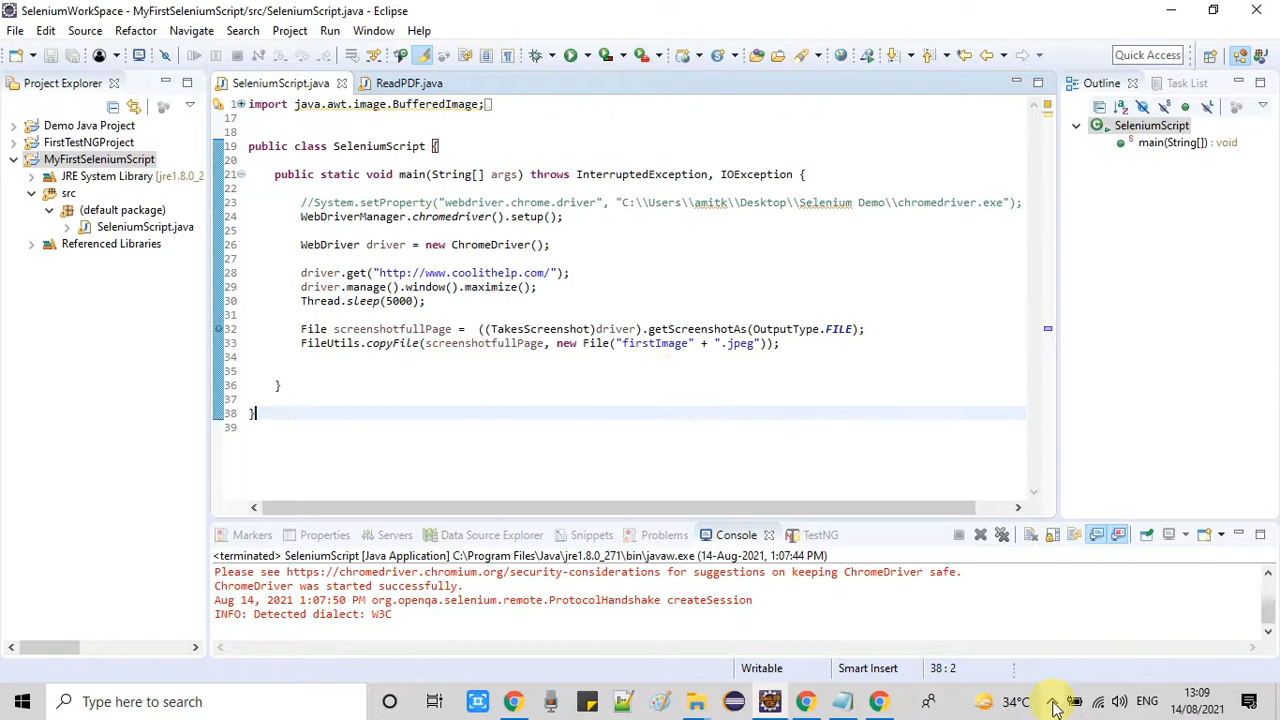 SeleniumWorkSpace - MyFirstSeleniumScript/src/SeleniumScript.java - Eclipse
File Edit Source Refactor Navigate Search Project Run Window Help
Quick Access
Project Explorer
Demo Java Project
FirstTestNGProject
MyFirstSeleniumScript
JRE System Library [jre1.8.0_2
src
(default package)
SeleniumScript.java
Referenced Libraries
SeleniumScript.java ReadPDF.java
1 import java.awt.image.BufferedImage;
17
18
19 public class SeleniumScript {
20
21 public static void main(String[] args) throws InterruptedException, IOException {
22
23 //System.setProperty("webdriver.chrome.driver", "C:\\Users\\amitk\\Desktop\\Selenium Demo\\chromedriver.exe");
24 WebDriverManager.chromedriver().setup();
25
26 WebDriver driver = new ChromeDriver();
27
28 driver.get("http://www.coolithelp.com/");
29 driver.manage().window().maximize();
30 Thread.sleep(5000);
31
32 File screenshotfullPage = ((TakesScreenshot)driver).getScreenshotAs(OutputType.FILE);
33 FileUtils.copyFile(screenshotfullPage, new File("firstImage" + ".jpeg"));
34
35
36 }
37
38 }
39
Outline Task List
SeleniumScript
main(String[]) : void
Markers Properties Servers Data Source Explorer Snippets Problems Console TestNG
<terminated> SeleniumScript [Java Application] C:\Program Files\Java\jre1.8.0_271\bin\javaw.exe (14-Aug-2021, 1:07:44 PM)
Please see https://chromedriver.chromium.org/security-considerations for suggestions on keeping ChromeDriver safe.
ChromeDriver was started successfully.
Aug 14, 2021 1:07:50 PM org.openqa.selenium.remote.ProtocolHandshake createSession
INFO: Detected dialect: W3C
Writable Smart Insert 38 : 2
Type here to search
34°C
ENG
13:09
14/08/2021